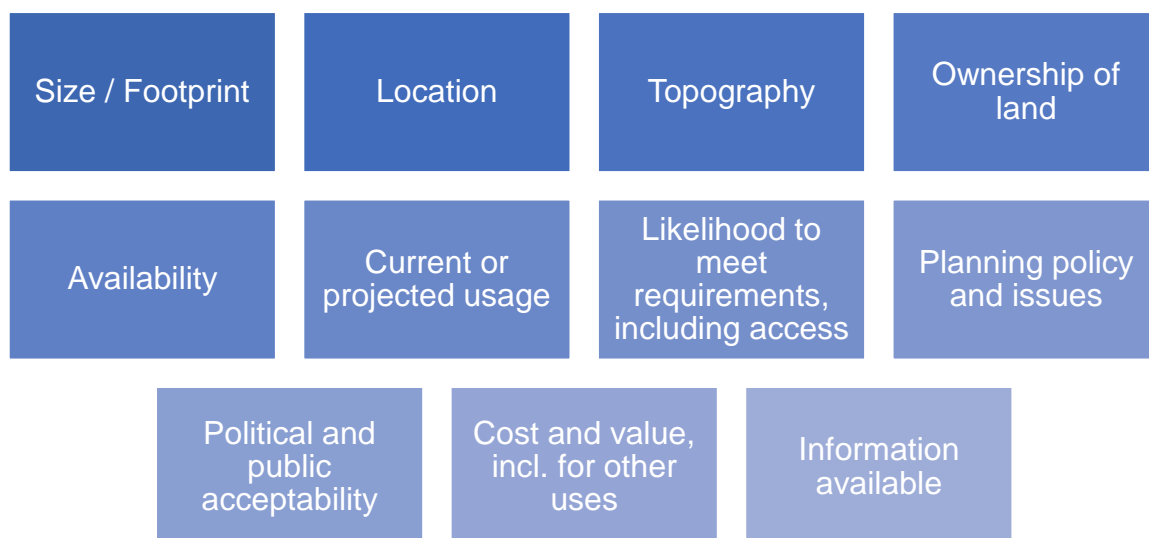 Size / Footprint
Location
Topography
Ownership of
land
Availability
Current or
projected usage
Likelihood to
meet
requirements,
including access
Planning policy
and issues
Political and
public
acceptability
Cost and value,
incl. for other
uses
Information
available